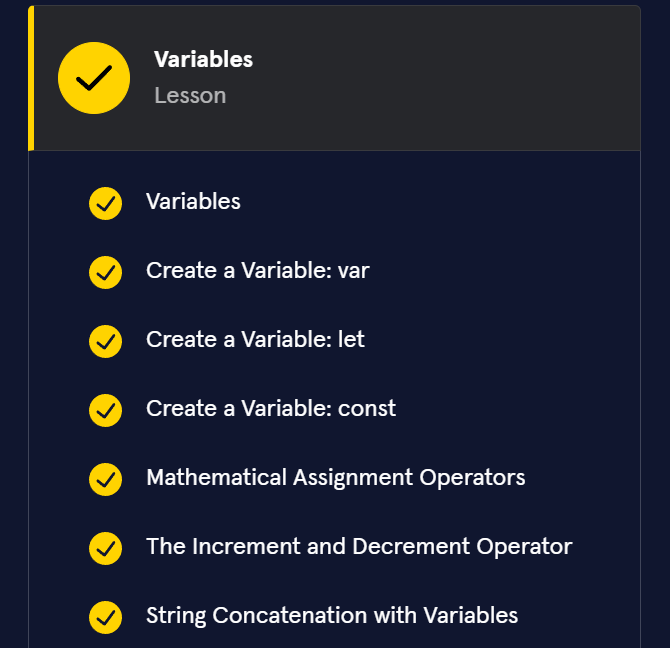 Variables
Lesson
Variables
Create a Variable: var
Create a Variable: let
Create a Variable: const
Mathematical Assignment Operators
The Increment and Decrement Operator
String Concatenation with Variables